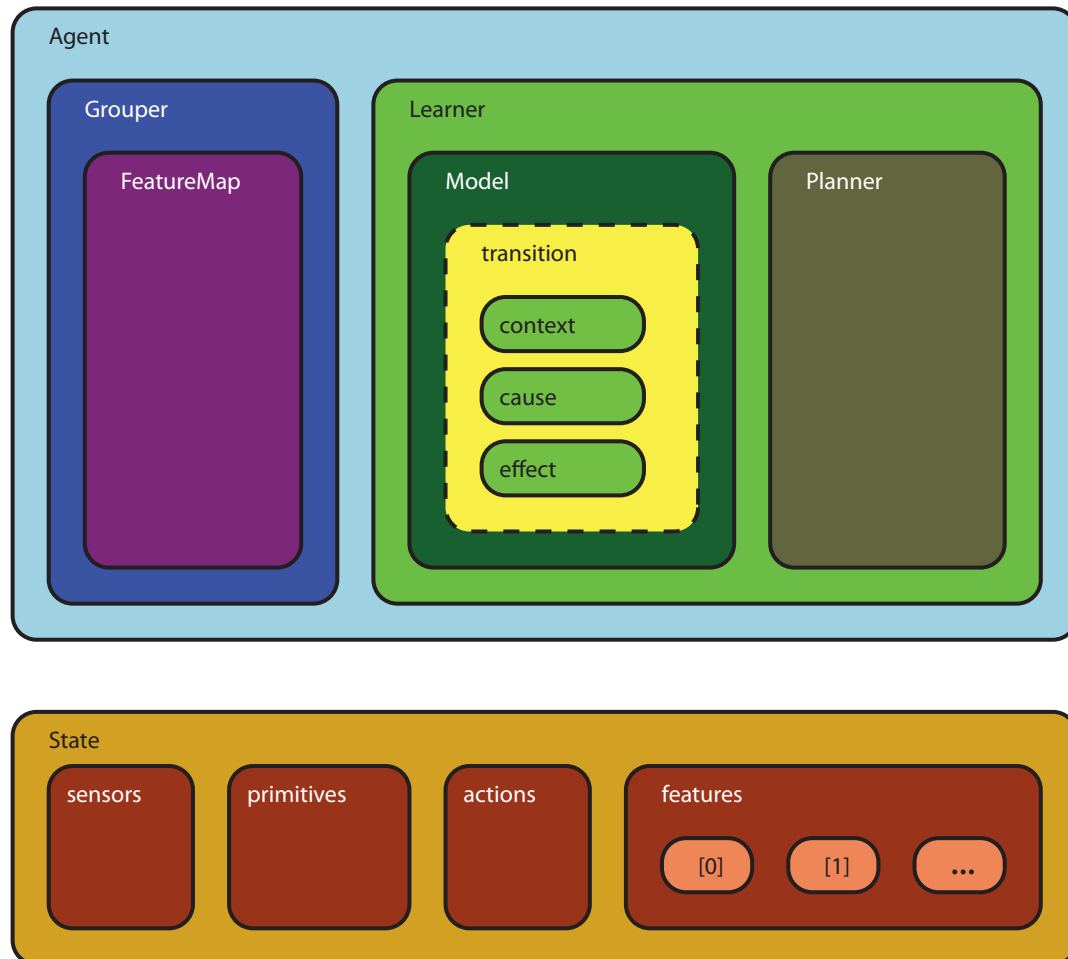 Agent
Grouper
Learner
FeatureMap
Model
Planner
transition
context
cause
effect
State
sensors
primitives
actions
features
[0]
[1]
...